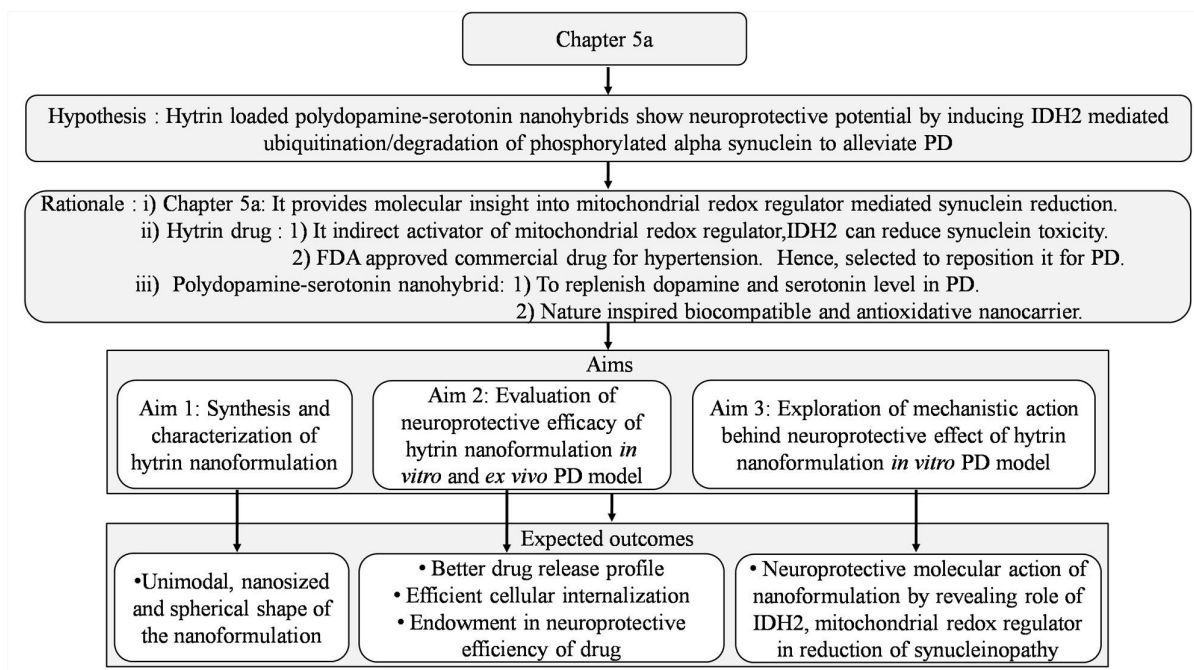 Chapter 5a
Hypothesis : Hytrin loaded polydopamine-serotonin nanohybrids show neuroprotective potential by inducing IDH2 mediated
ubiquitination/degradation of phosphorylated alpha synuclein to alleviate PD
Rationale : i) Chapter 5a: It provides molecular insight into mitochondrial redox regulator mediated synuclein reduction.
ii) Hytrin drug : 1) It indirect activator of mitochondrial redox regulator,IDH2 can reduce synuclein toxicity.
2) FDA approved commercial drug for hypertension. Hence, selected to reposition it for PD.
iii) Polydopamine-serotonin nanohybrid: 1) To replenish dopamine and serotonin level in PD.
2) Nature inspired biocompatible and antioxidative nanocarrier.
Aims
Aim 1: Synthesis and
characterization of
hytrin nanoformulation
Aim 2: Evaluation of
neuroprotective efficacy of
hytrin nanoformulation in
vitro and ex vivo PD model
Aim 3: Exploration of mechanistic action
behind neuroprotective effect of hytrin
nanoformulation in vitro PD model
Expected outcomes
•Unimodal, nanosized
and spherical shape of
the nanoformulation
• Better drug release profile
• Efficient cellular internalization
• Endowment in neuroprotective
efficiency of drug
• Neuroprotective molecular action of
nanoformulation by revealing role of
IDH2, mitochondrial redox regulator
in reduction of synucleinopathy